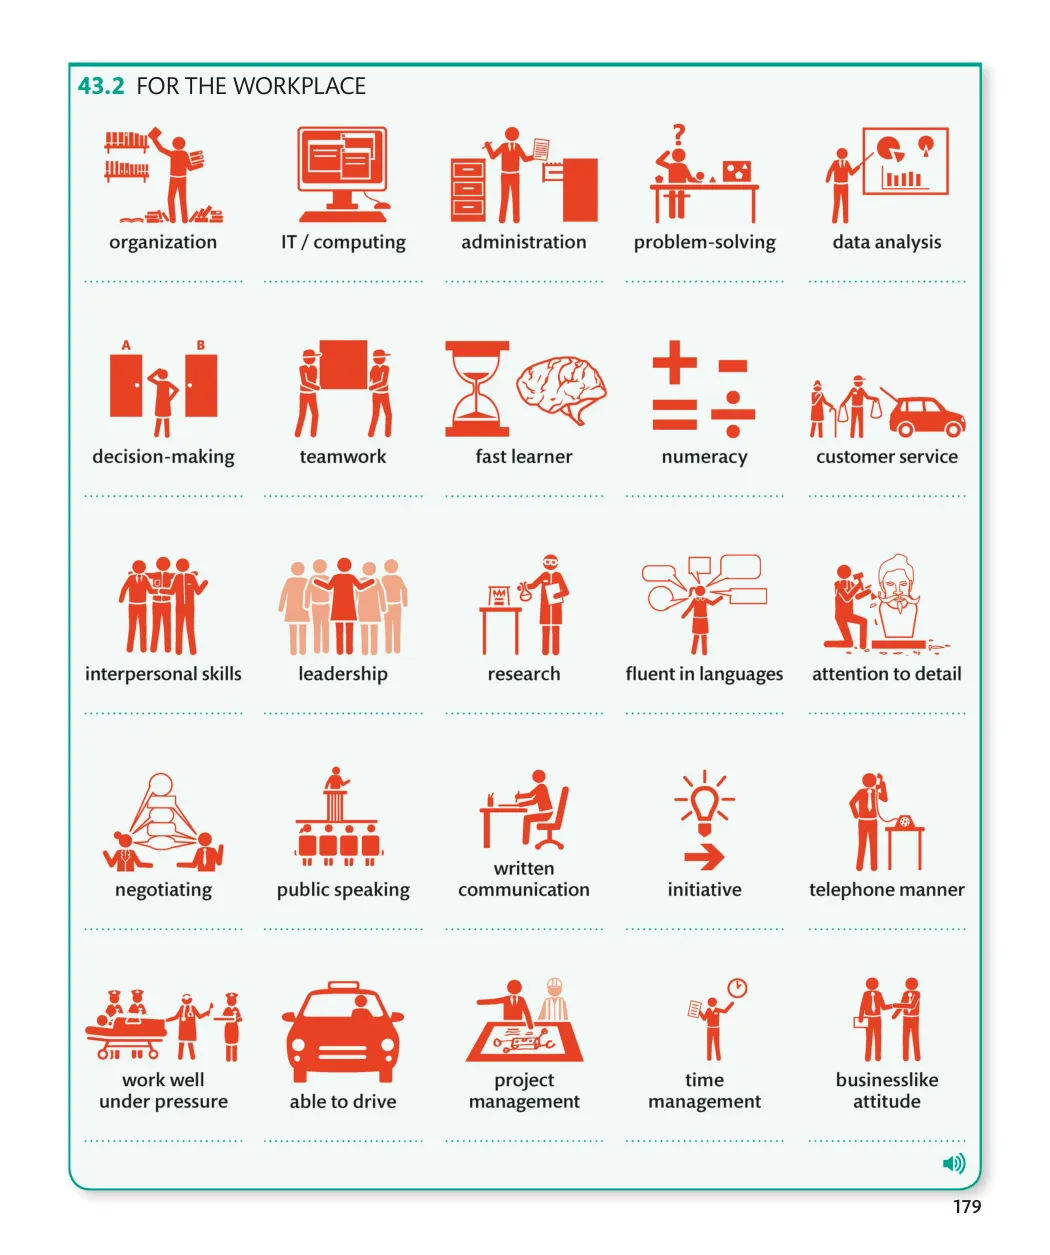 43.2 FOR THE WORKPLACE
?
organization
IT / computing
administration
problem-solving
data analysis
A
B
decision-making
teamwork
fast learner
numeracy
customer service
interpersonal skills
leadership
research
fluent in languages
attention to detail
negotiating
public speaking
written
communication
initiative
telephone manner
work well
under pressure
able to drive
project
management
time
management
businesslike
attitude
179